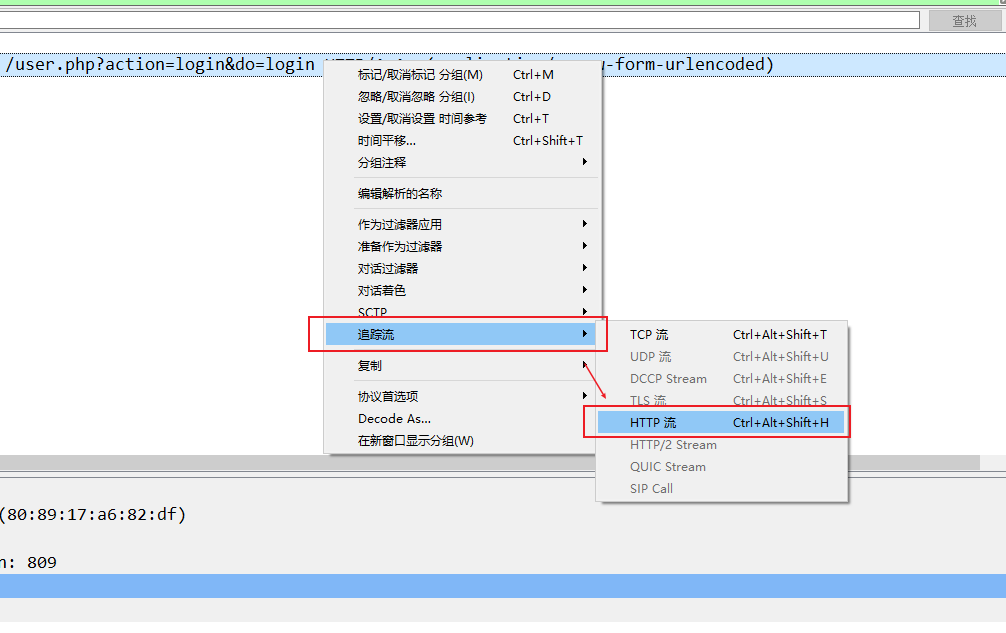 查找
/user.php?action=login&do=login
-form-urlencoded)
标记/取消标记 分组(M) Ctrl+M
忽略/取消忽略 分组(I) Ctrl+D
设置/取消设置 时间参考 Ctrl+T
时间平移... Ctrl+Shift+T
分组注释
编辑解析的名称
作为过滤器应用
准备作为过滤器
对话过滤器
对话着色
SCTP
追踪流
复制
协议首选项
Decode As...
在新窗口显示分组(W)
TCP 流 Ctrl+Alt+Shift+T
UDP 流 Ctrl+Alt+Shift+U
DCCP Stream Ctrl+Alt+Shift+E
TLS 流 Ctrl+Alt+Shift+S
HTTP 流 Ctrl+Alt+Shift+H
HTTP/2 Stream
QUIC Stream
SIP Call
(80:89:17:a6:82:df)
n: 809